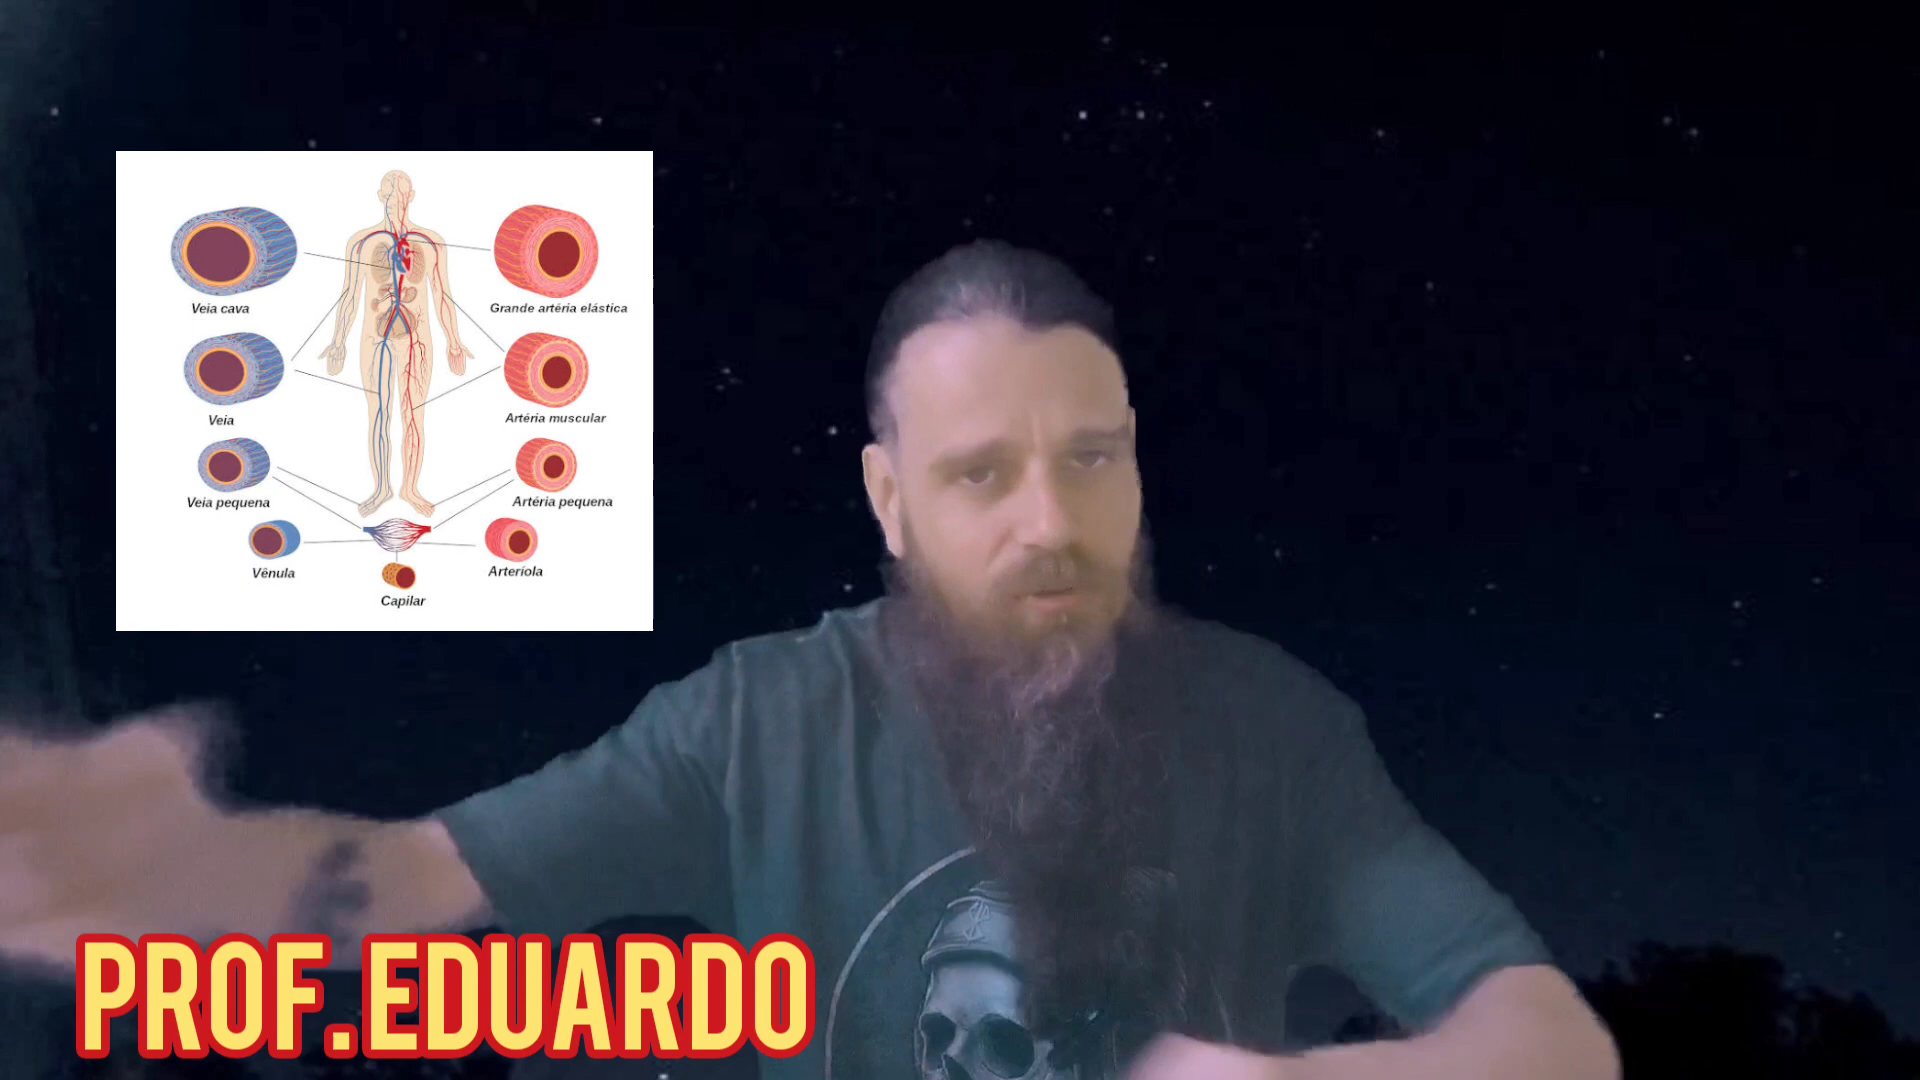 Veia cava
Grande artéria elástica
Veia
Artéria muscular
Veia pequena
Artéria pequena
Vênula
Arteríola
Capilar
PROF.EDUARDO